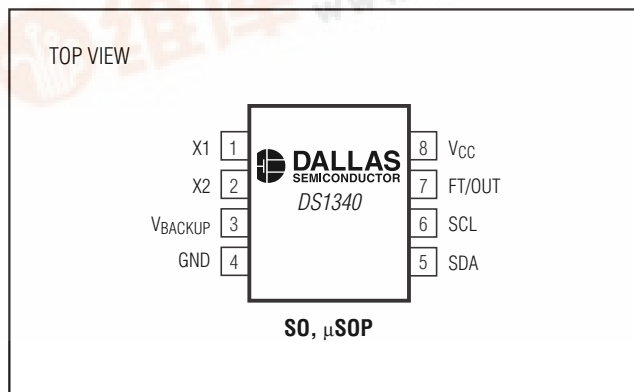 TOP VIEW
X1 1
X2 2
VBACKUP 3
GND 4
DALLAS
SEMICONDUCTOR
DS1340
8 VCC
7 FT/OUT
6 SCL
5 SDA
SO, μSOP